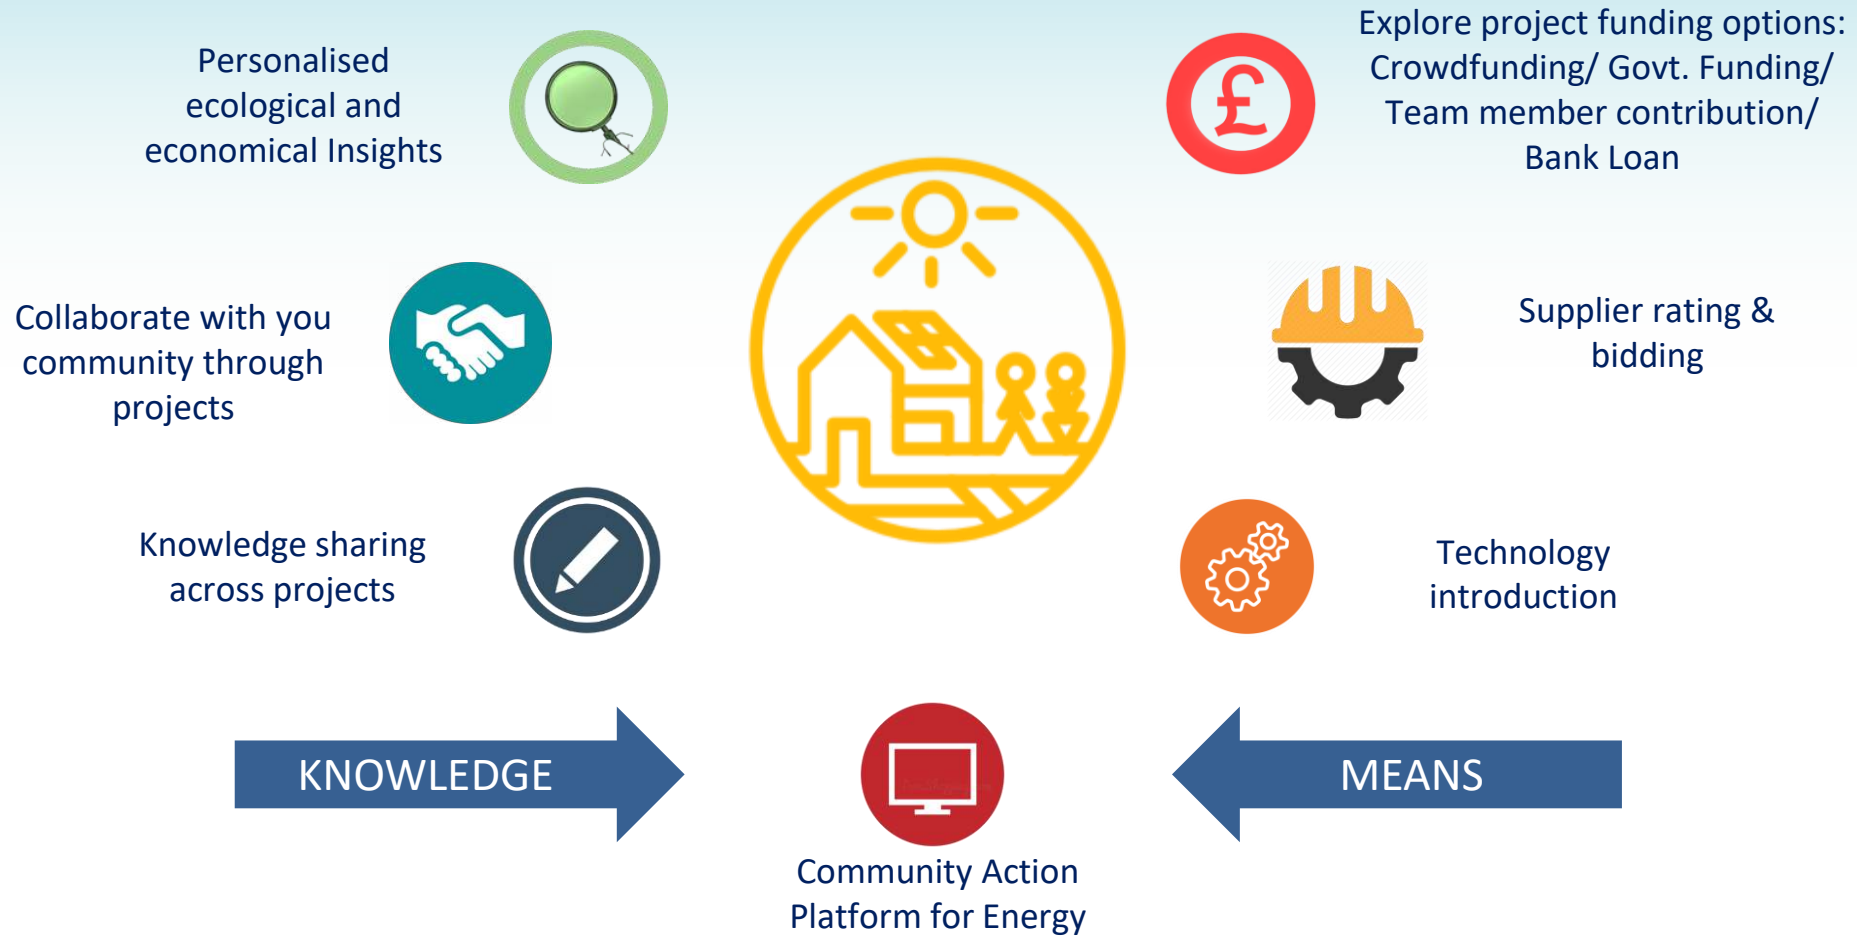 Personalised
ecological and
economical Insights
Collaborate with you
community through
projects
Knowledge sharing
across projects
Explore project funding options:
Crowdfunding/ Govt. Funding/
Team member contribution/
Bank Loan
£
Supplier rating &
bidding
Technology
introduction
KNOWLEDGE
MEANS
Community Action
Platform for Energy